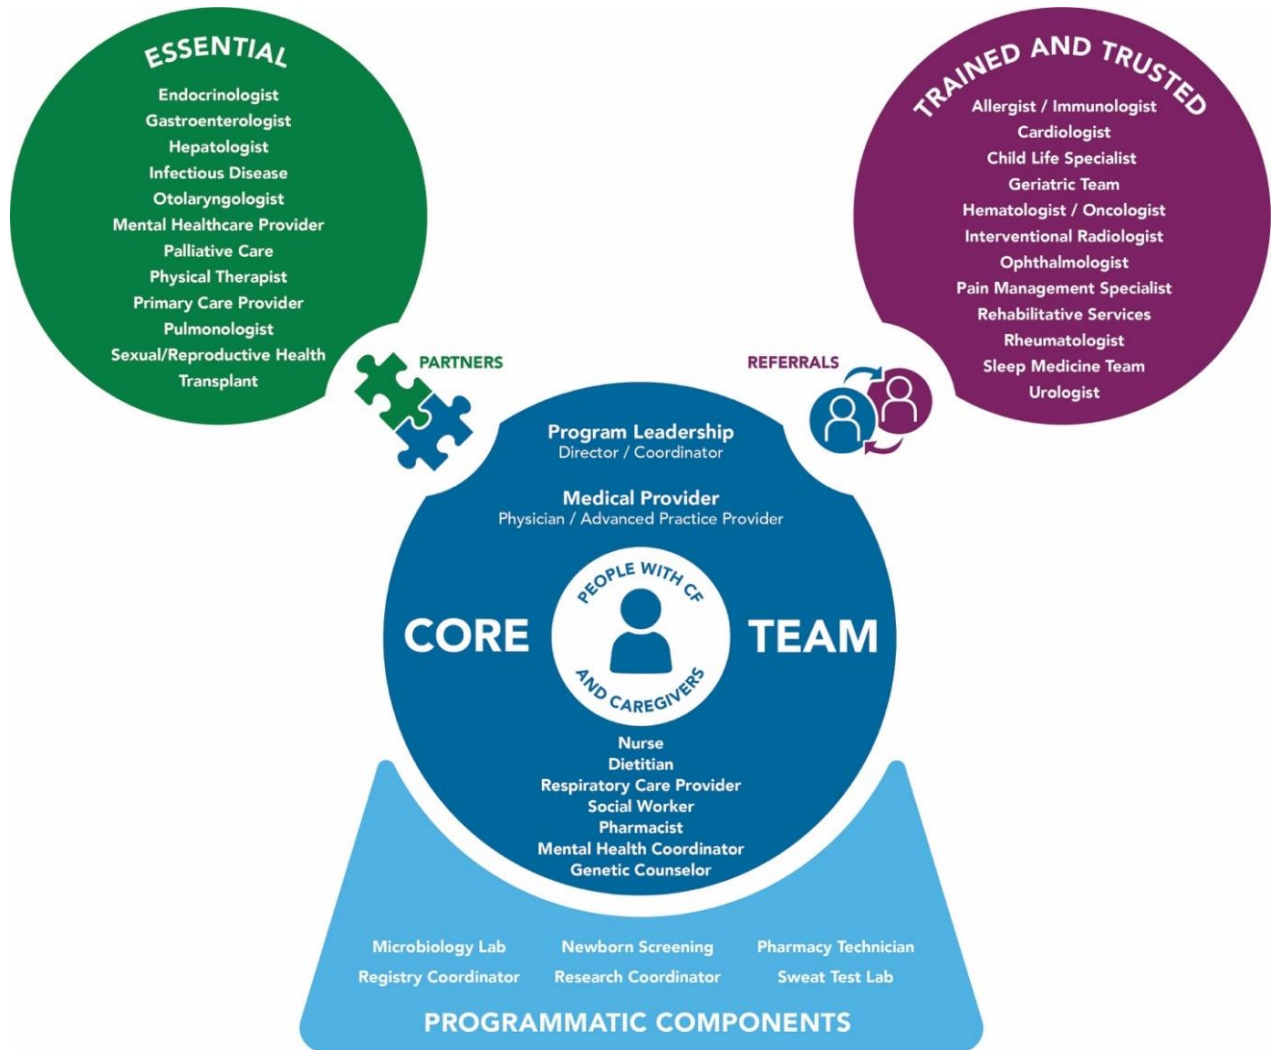 ESSENTIAL
Endocrinologist
Gastroenterologist
Hepatologist
Infectious Disease
Otolaryngologist
Mental Healthcare Provider
Palliative Care
Physical Therapist
Primary Care Provider
Pulmonologist
Sexual/Reproductive Health
Transplant
PARTNERS
TRAINED AND TRUSTED
Allergist / Immunologist
Cardiologist
Child Life Specialist
Geriatric Team
Hematologist / Oncologist
Interventional Radiologist
Ophthalmologist
Pain Management Specialist
Rehabilitative Services
Rheumatologist
Sleep Medicine Team
Urologist
REFERRALS
Program Leadership
Director / Coordinator
Medical Provider
Physician / Advanced Practice Provider
PEOPLE WITH CF
CORE TEAM
AND CAREGIVERS
Nurse
Dietitian
Respiratory Care Provider
Social Worker
Pharmacist
Mental Health Coordinator
Genetic Counselor
Microbiology Lab Newborn Screening Pharmacy Technician
Registry Coordinator Research Coordinator Sweat Test Lab
PROGRAMMATIC COMPONENTS